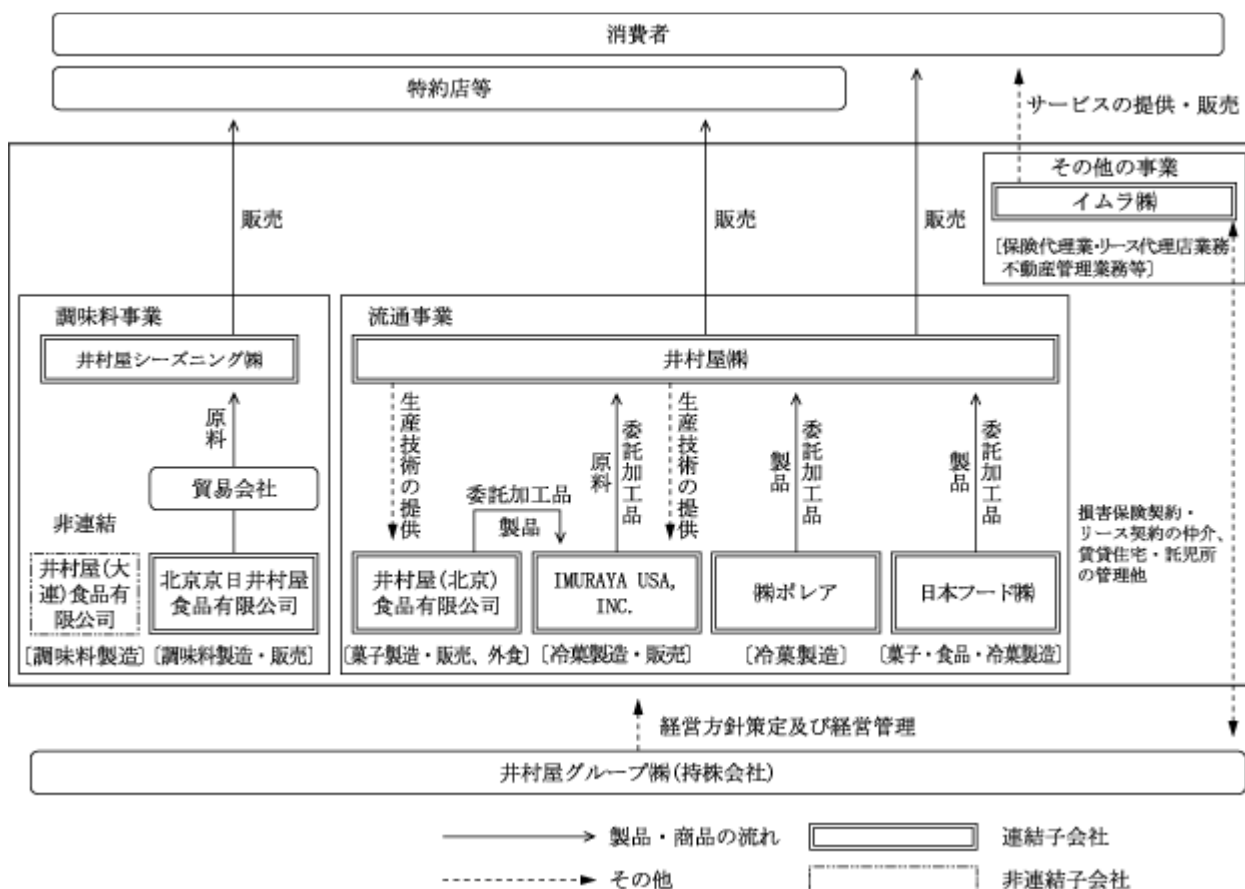 消費者
特約店等
サービスの提供・販売
その他の事業
イムラ㈱
[保険代理業・リース代理店業務
不動産管理業務等]
販売
販売
販売
調味料事業
井村屋シーズニング㈱
原料
貿易会社
非連結
井村屋(大
連)食品有
限公司
[調味料製造]
北京京日井村屋
食品有限公司
[調味料製造・販売]
流通事業
井村屋㈱
生産技術の提供
委託加工品
製品
原料
委託加工品
生産技術の提供
製品
委託加工品
製品
委託加工品
井村屋(北京)
食品有限公司
[菓子製造・販売、外食]
IMURAYA USA,
INC.
[冷菓製造・販売]
㈱ポレア
[冷菓製造]
日本フード㈱
[菓子・食品・冷菓製造]
損害保険契約・
リース契約の仲介、
賃貸住宅・託児所
の管理他
経営方針策定及び経営管理
井村屋グループ㈱(持株会社)
製品・商品の流れ
連結子会社
その他
非連結子会社